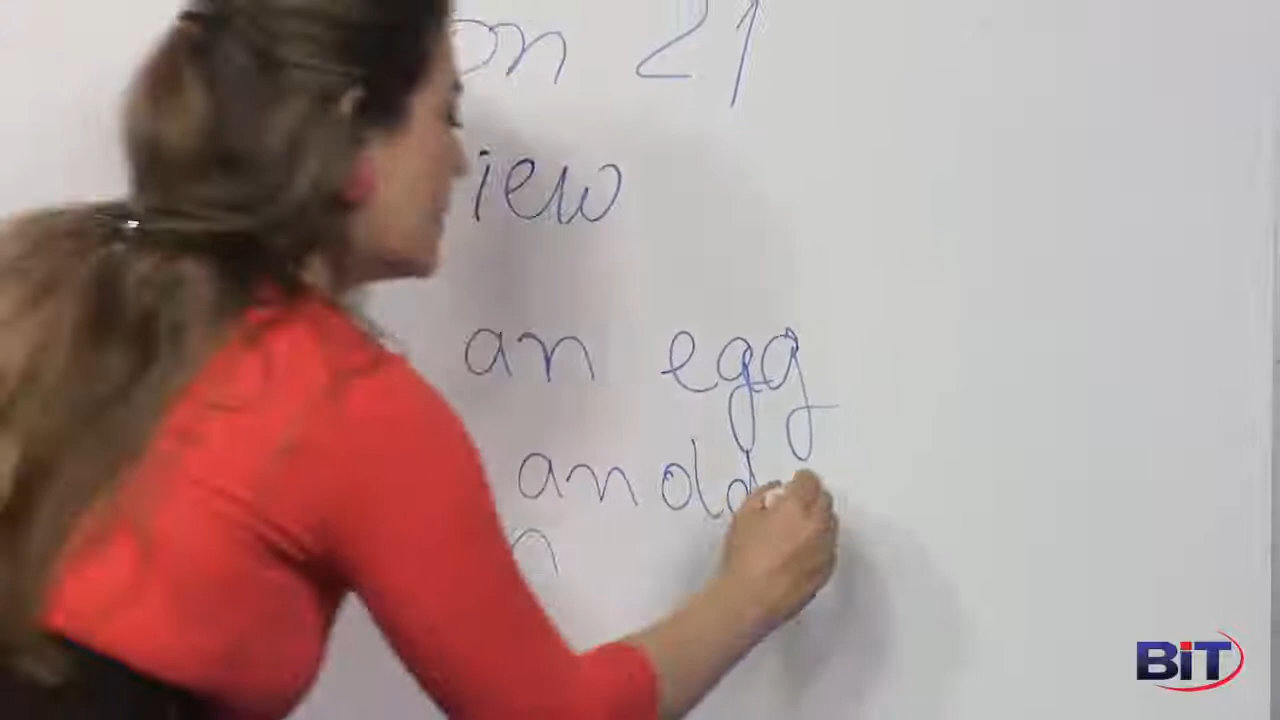 on 21
iew
an egg
an old
n
BiT